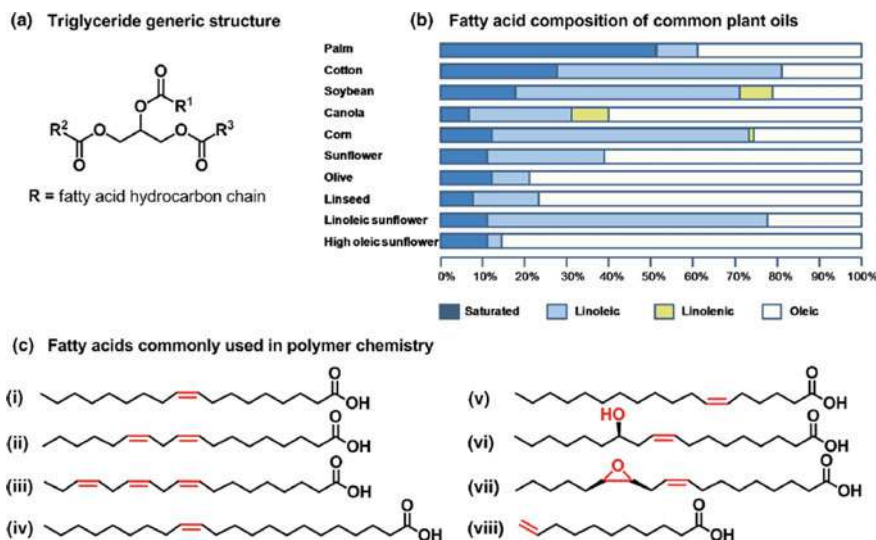 (a) Triglyceride generic structure
O
O R¹
R² O O R³
O O
R = fatty acid hydrocarbon chain
(b) Fatty acid composition of common plant oils
Palm
Cotton
Soybean
Canola
Corn
Sunflower
Olive
Linseed
Linoleic sunflower
High oleic sunflower
0% 10% 20% 30% 40% 50% 60% 70% 80% 90% 100%
Saturated Linoleic Linolenic Oleic
(c) Fatty acids commonly used in polymer chemistry
(i) O OH
(ii) O OH
(iii) O OH
(iv) O OH
(v) O OH
(vi) HO O OH
(vii) O O OH
(viii) O OH